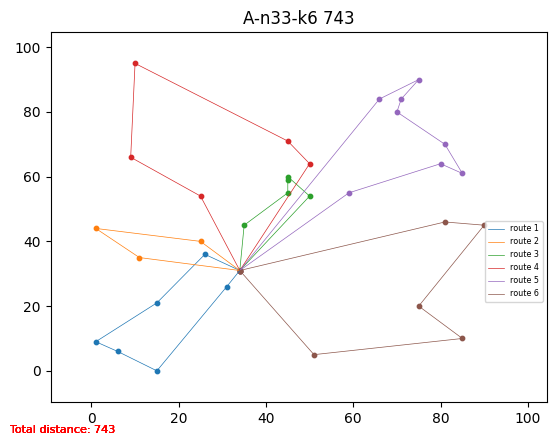 A-n33-k6 743
100
80
60
40
20
0
0 20 40 60 80 100
route 1
route 2
route 3
route 4
route 5
route 6
Total distance: 743